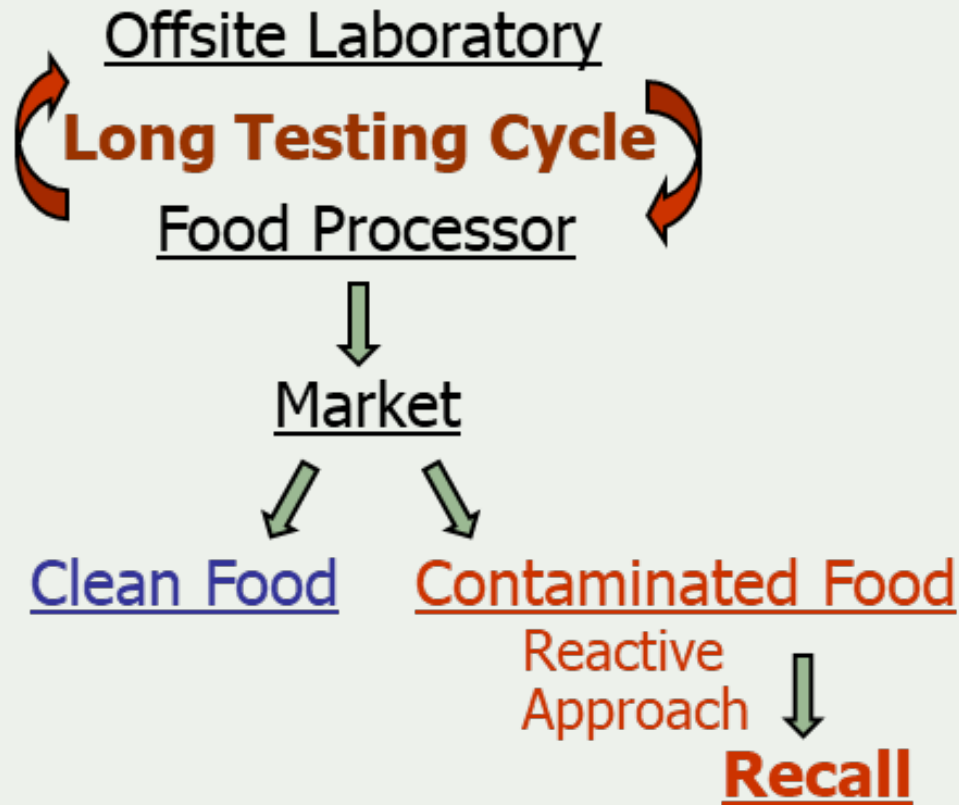 Offsite Laboratory
Long Testing Cycle
Food Processor
Market
Clean Food
Contaminated Food
Reactive
Approach
Recall